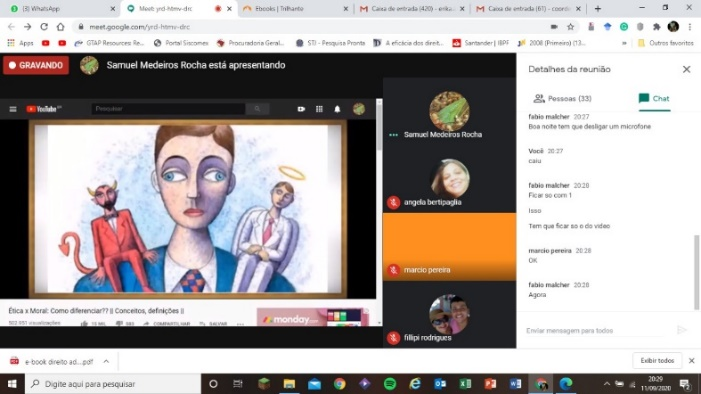 (3) WhatsApp
Meet: yrd-htmv-drc
Ebooks | Trilhante
Caixa de entrada (420) - erika
Caixa de entrada (61) - coord
meet.google.com/yrd-htmv-drc
Apps
GTAP Resources: Re...
Portal Siscomex
Procuradoria Geral...
STJ - Pesquisa Pronta
A eficácia dos direit...
Santander | IBPF
2008 (Primeiro) (13...
Outros favoritos
GRAVANDO
Samuel Medeiros Rocha está apresentando
YouTube
Pesquisar
Ética x Moral: Como diferenciar?? || Conceitos, definições ||
visualizações
COMPARTILHAR
SALVAR
monday
Samuel Medeiros Rocha
angela bertipaglia
marcio pereira
fillipi rodrigues
Detalhes da reunião
Pessoas (33)
Chat
fabio malcher 20:27
Boa noite tem que desligar um microfone
Você 20:27
caiu
fabio malcher 20:28
Ficar so com 1
Isso
Tem que ficar so o do video
marcio pereira 20:28
OK
fabio malcher 20:28
Agora
Enviar mensagem para todos
e-book direito ad....pdf
Exibir todos
Digite aqui para pesquisar
20:29
11/09/2020